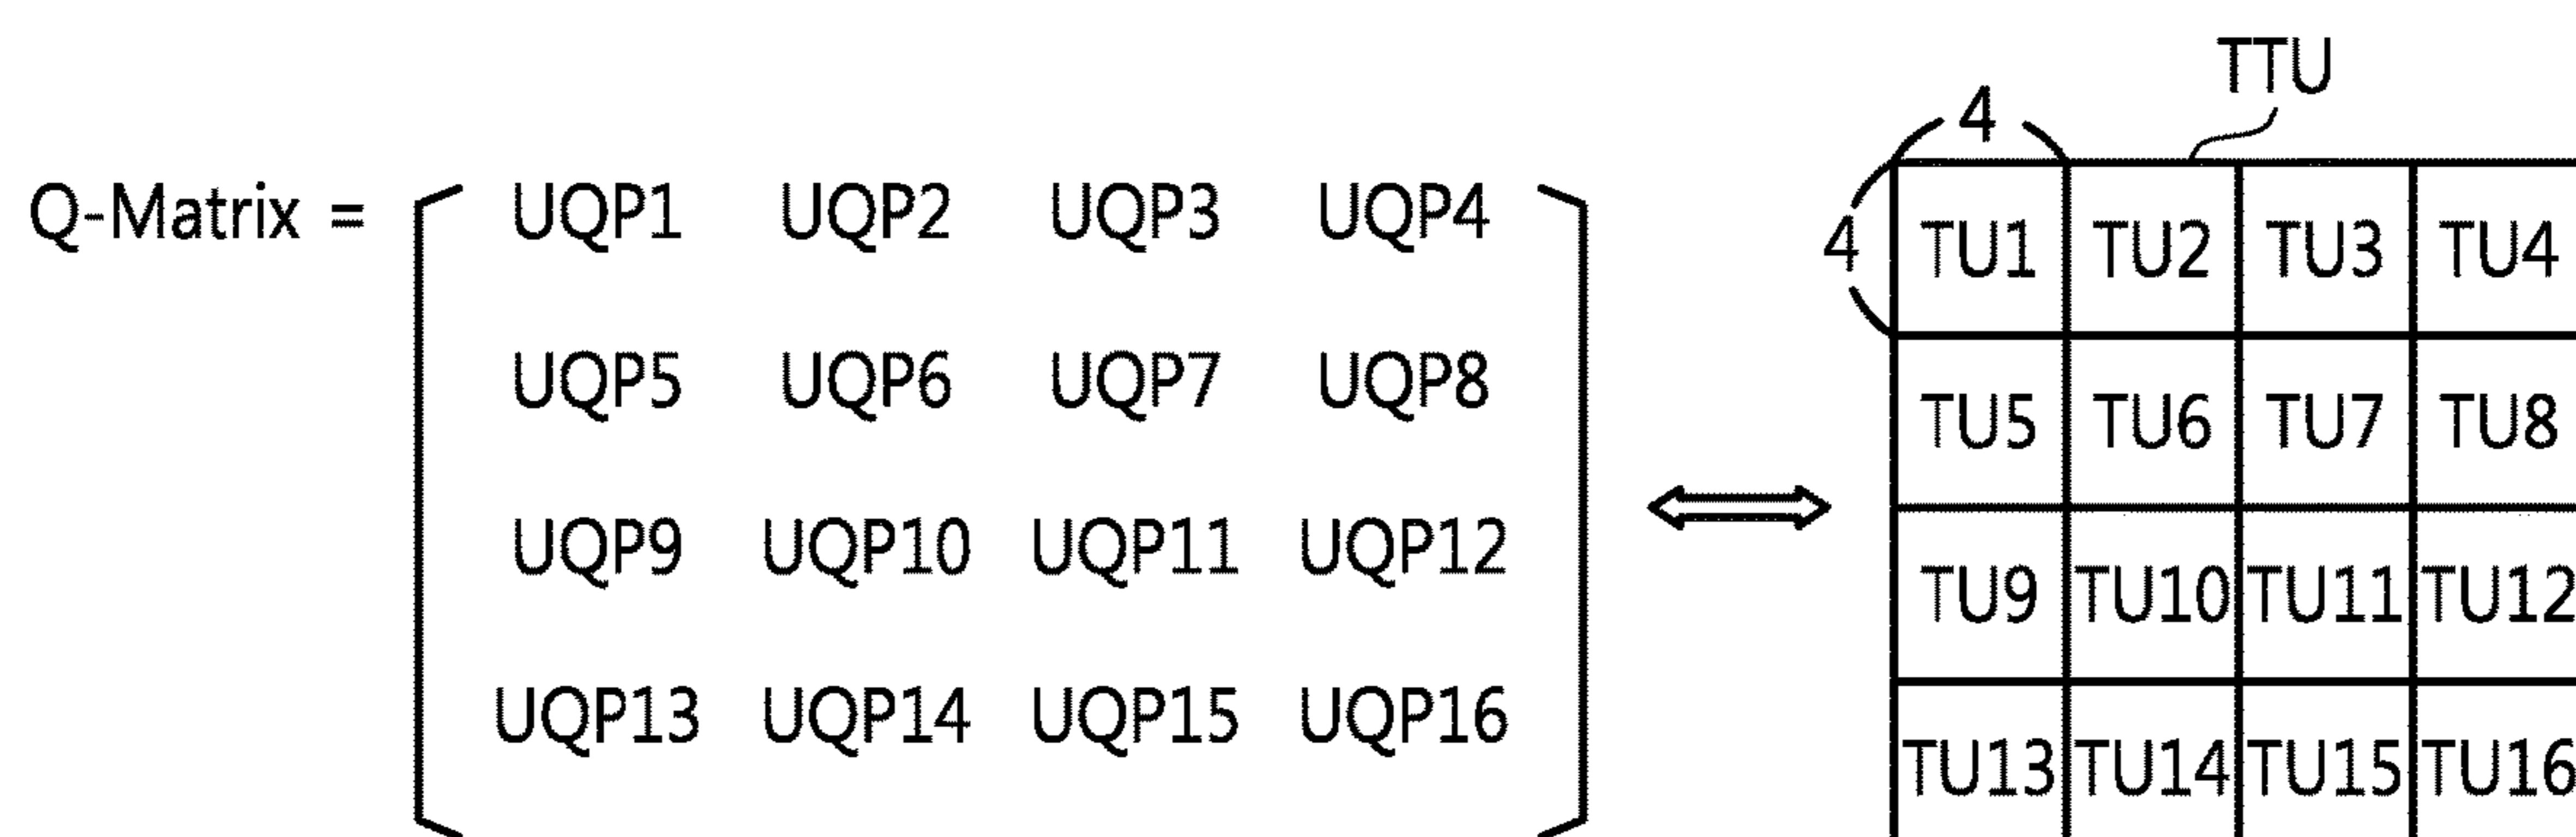 TTU
4
Q-Matrix = UQP1 UQP2 UQP3 UQP4
4 TU1 TU2 TU3 TU4
UQP5 UQP6 UQP7 UQP8
TU5 TU6 TU7 TU8
UQP9 UQP10 UQP11 UQP12
TU9 TU10 TU11 TU12
UQP13 UQP14 UQP15 UQP16
TU13 TU14 TU15 TU16